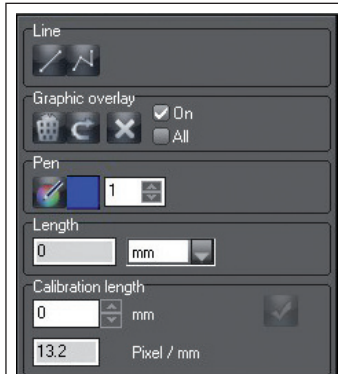 Line
Graphic overlay
On
All
Pen
1
Length
0 mm
Calibration length
0 mm
13.2 Pixel / mm